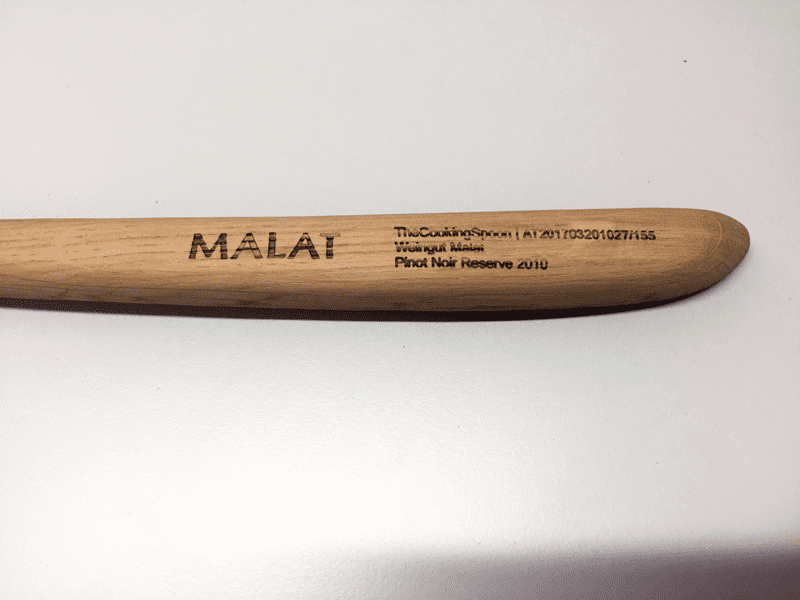 MALAT
TheCookingSpoon | AT201703201027/155
Weingut Malat
Pinot Noir Reserve 2010